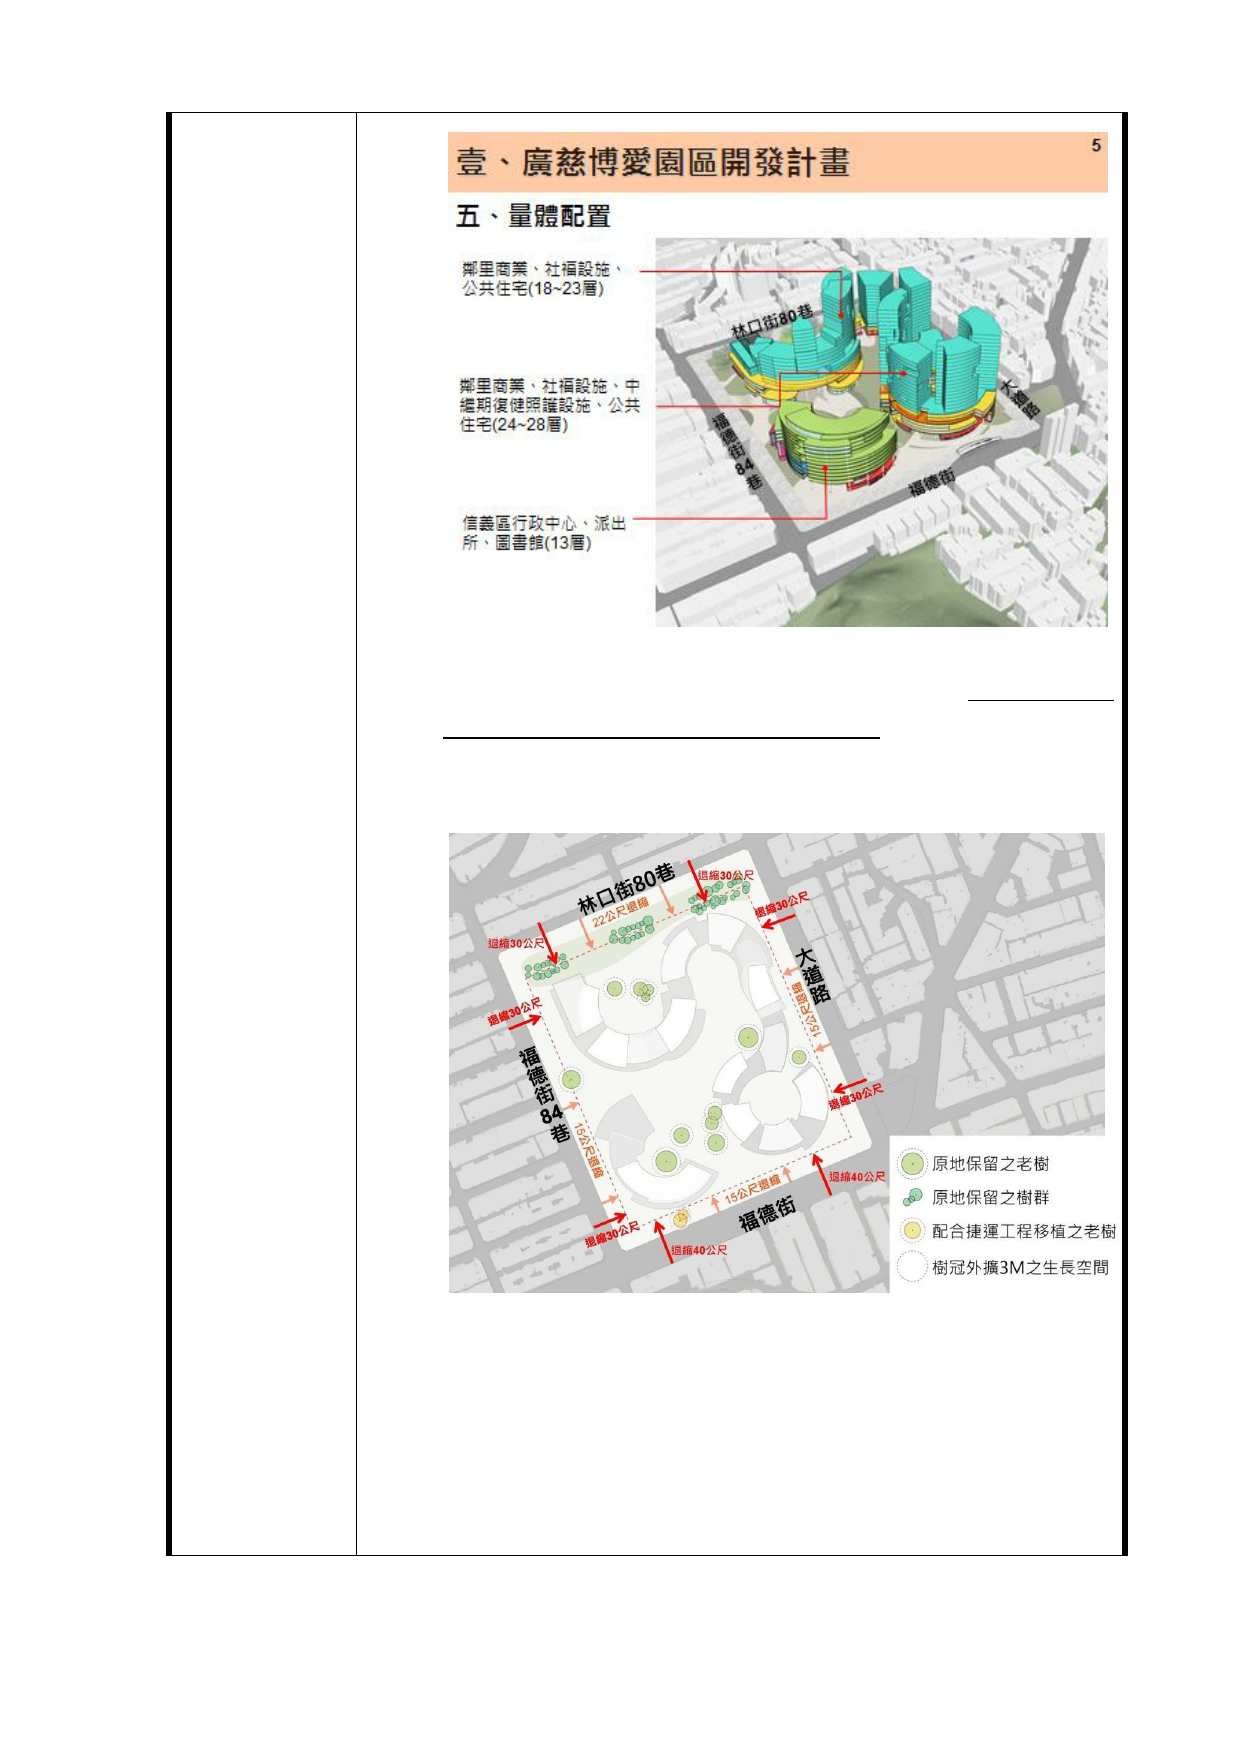 壹、廣慈博愛園區開發計畫
5
五、量體配置
鄰里商業、社福設施、
公共住宅(18~23層)
鄰里商業、社福設施、中
繼期復健照護設施、公共
住宅(24~28層)
信義區行政中心、派出
所、圖書館(13層)
林口街80巷
大道路
福德街84巷
福德街
林口街80巷
退縮30公尺
22公尺退縮
退縮30公尺
退縮30公尺
大道路
退縮30公尺
15公尺退縮
福德街84巷
退縮30公尺
15公尺退縮
15公尺退縮
退縮40公尺
福德街
退縮30公尺
退縮40公尺
原地保留之老樹
原地保留之樹群
配合捷運工程移植之老樹
樹冠外擴3M之生長空間